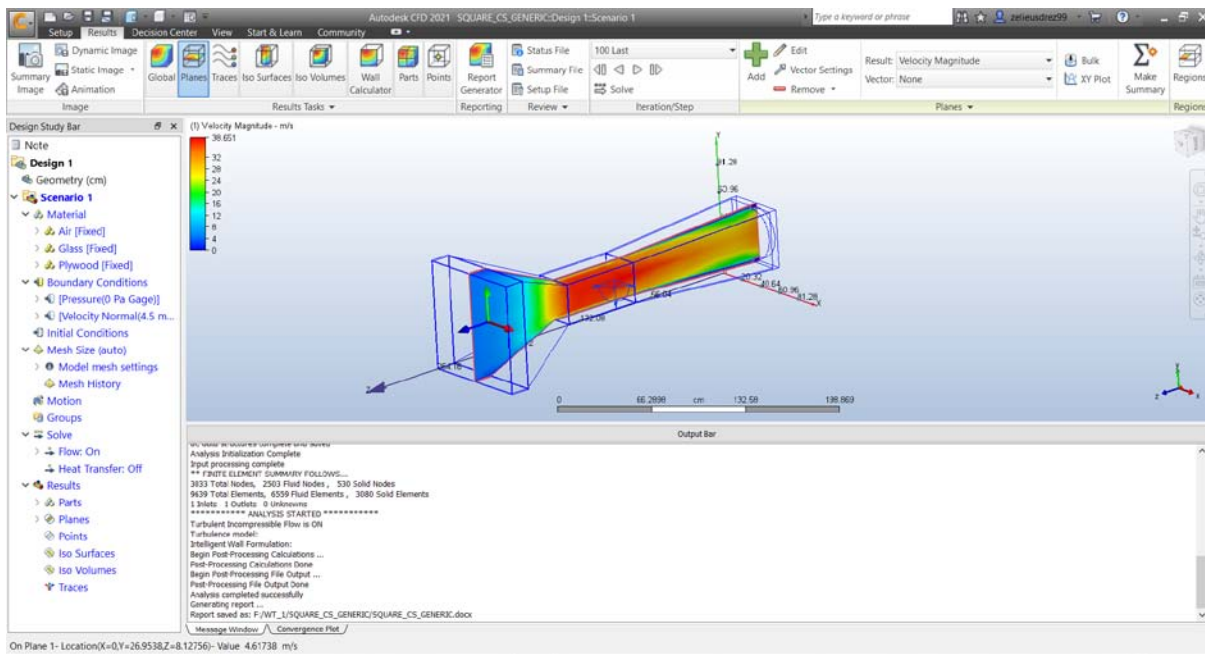 Autodesk CFD 2021 SQUARE_CS_GENERIC::Design 1::Scenario 1
Type a keyword or phrase
zelieusdrez99
Setup Results Decision Center View Start & Learn Community
Summary Image
Dynamic Image
Static Image
Animation
Image
Global Planes Traces Iso Surfaces Iso Volumes Wall Calculator Parts Points
Results Tasks
Report Generator
Reporting
Status File
Summary File
Setup File
Review
100 Last
Solve
Iteration/Step
Add
Edit
Vector Settings
Remove
Result: Velocity Magnitude
Vector: None
Bulk
XY Plot
Make Summary
Planes
Regions
Regions
Design Study Bar
Note
Design 1
Geometry (cm)
Scenario 1
Material
Air [Fixed]
Glass [Fixed]
Plywood [Fixed]
Boundary Conditions
[Pressure(0 Pa Gage)]
[Velocity Normal(4.5 m...
Initial Conditions
Mesh Size (auto)
Model mesh settings
Mesh History
Motion
Groups
Solve
Flow: On
Heat Transfer: Off
Results
Parts
Planes
Points
Iso Surfaces
Iso Volumes
Traces
(1) Velocity Magnitude - m/s
38.651
32
28
24
20
16
12
8
4
0
Y
81.28
20.32
40.64
60.96
81.28
X
132.08
Z
0 66.2898 cm 132.58 198.869
Y
Z
X
Output Bar
Analysis Initialization Complete
Input processing complete
** FINITE ELEMENT SUMMARY FOLLOWS...
3033 Total Nodes, 2503 Fluid Nodes , 530 Solid Nodes
9639 Total Elements, 6559 Fluid Elements , 3080 Solid Elements
1 Inlets 1 Outlets 0 Unknowns
*********** ANALYSIS STARTED ***********
Turbulent Incompressible Flow is ON
Turbulence model:
Intelligent Wall Formulation:
Begin Post-Processing Calculations ...
Post-Processing Calculations Done
Begin Post-Processing File Output ...
Post-Processing File Output Done
Analysis completed successfully
Generating report ...
Report saved as: F:/WT_1/SQUARE_CS_GENERIC/SQUARE_CS_GENERIC.docx
Message Window Convergence Plot
On Plane 1- Location(X=0,Y=26.9538,Z=8.12756)- Value 4.61738 m/s